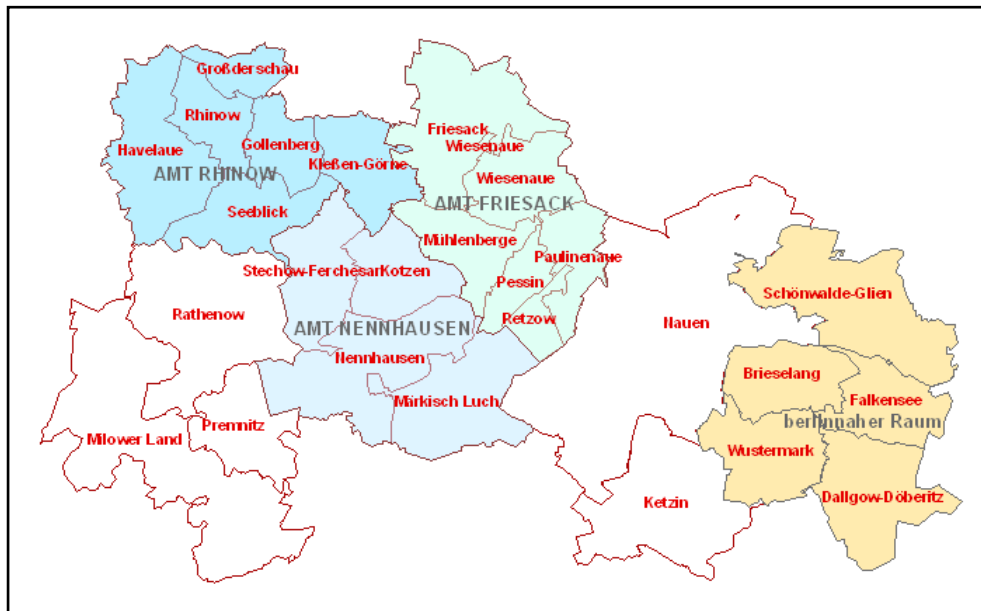 Großderschau
Rhinow
Havelaue
Gollenberg
Kleßen-Görne
AMT RHINOW
Seeblick
Friesack
Wiesenaue
Wiesenaue
AMT FRIESACK
Mühlenberge
Paulinenaue
Pessin
Retzow
Stechow-Ferchesar
Kotzen
AMT NENNHAUSEN
Nennhausen
Märkisch Luch
Rathenow
Premnitz
Milower Land
Nauen
Ketzin
Schönwalde-Glien
Brieselang
Falkensee
berlinnaher Raum
Wustermark
Dallgow-Döberitz